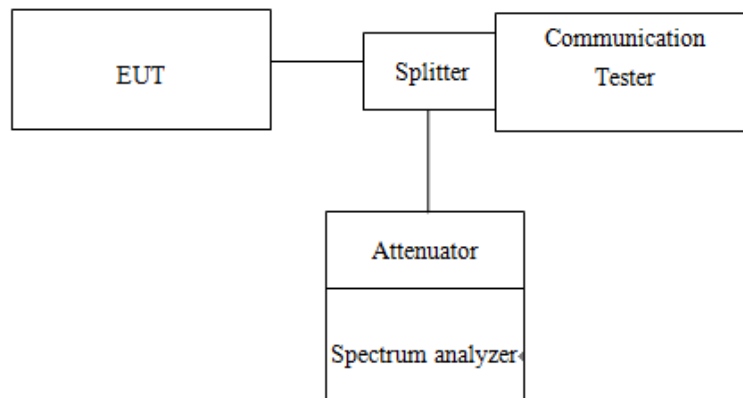 EUT
Splitter
Communication
Tester
Attenuator
Spectrum analyzer